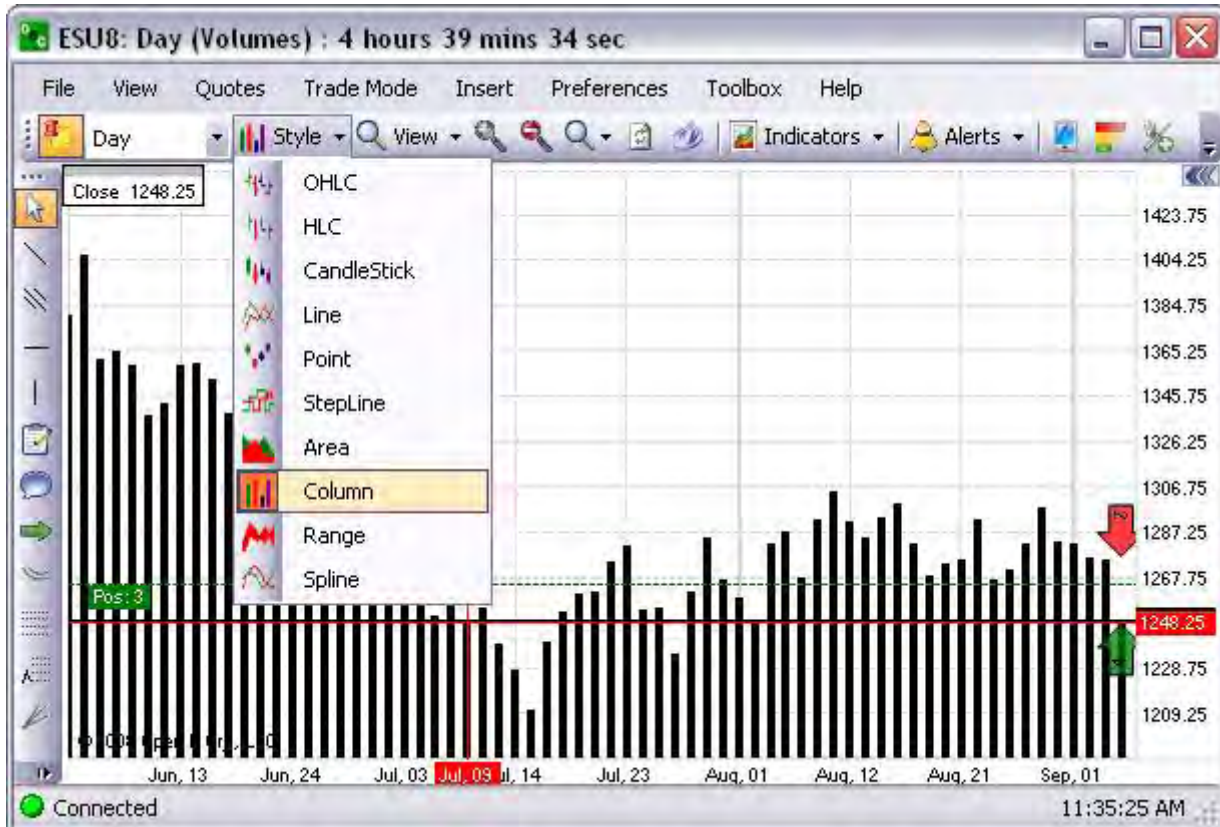 ESU8: Day (Volumes) : 4 hours 39 mins 34 sec
File View Quotes Trade Mode Insert Preferences Toolbox Help
Day Style View Indicators Alerts
Close 1248.25
OHLC
HLC
CandleStick
Line
Point
StepLine
Area
Column
Range
Spline
1423.75
1404.25
1384.75
1365.25
1345.75
1326.25
1306.75
1287.25
1267.75
1248.25
1228.75
1209.25
Pos: 3
Jun, 13 Jun, 24 Jul, 03 Jul, 09 Jul, 14 Jul, 23 Aug, 01 Aug, 12 Aug, 21 Sep, 01
Connected 11:35:25 AM